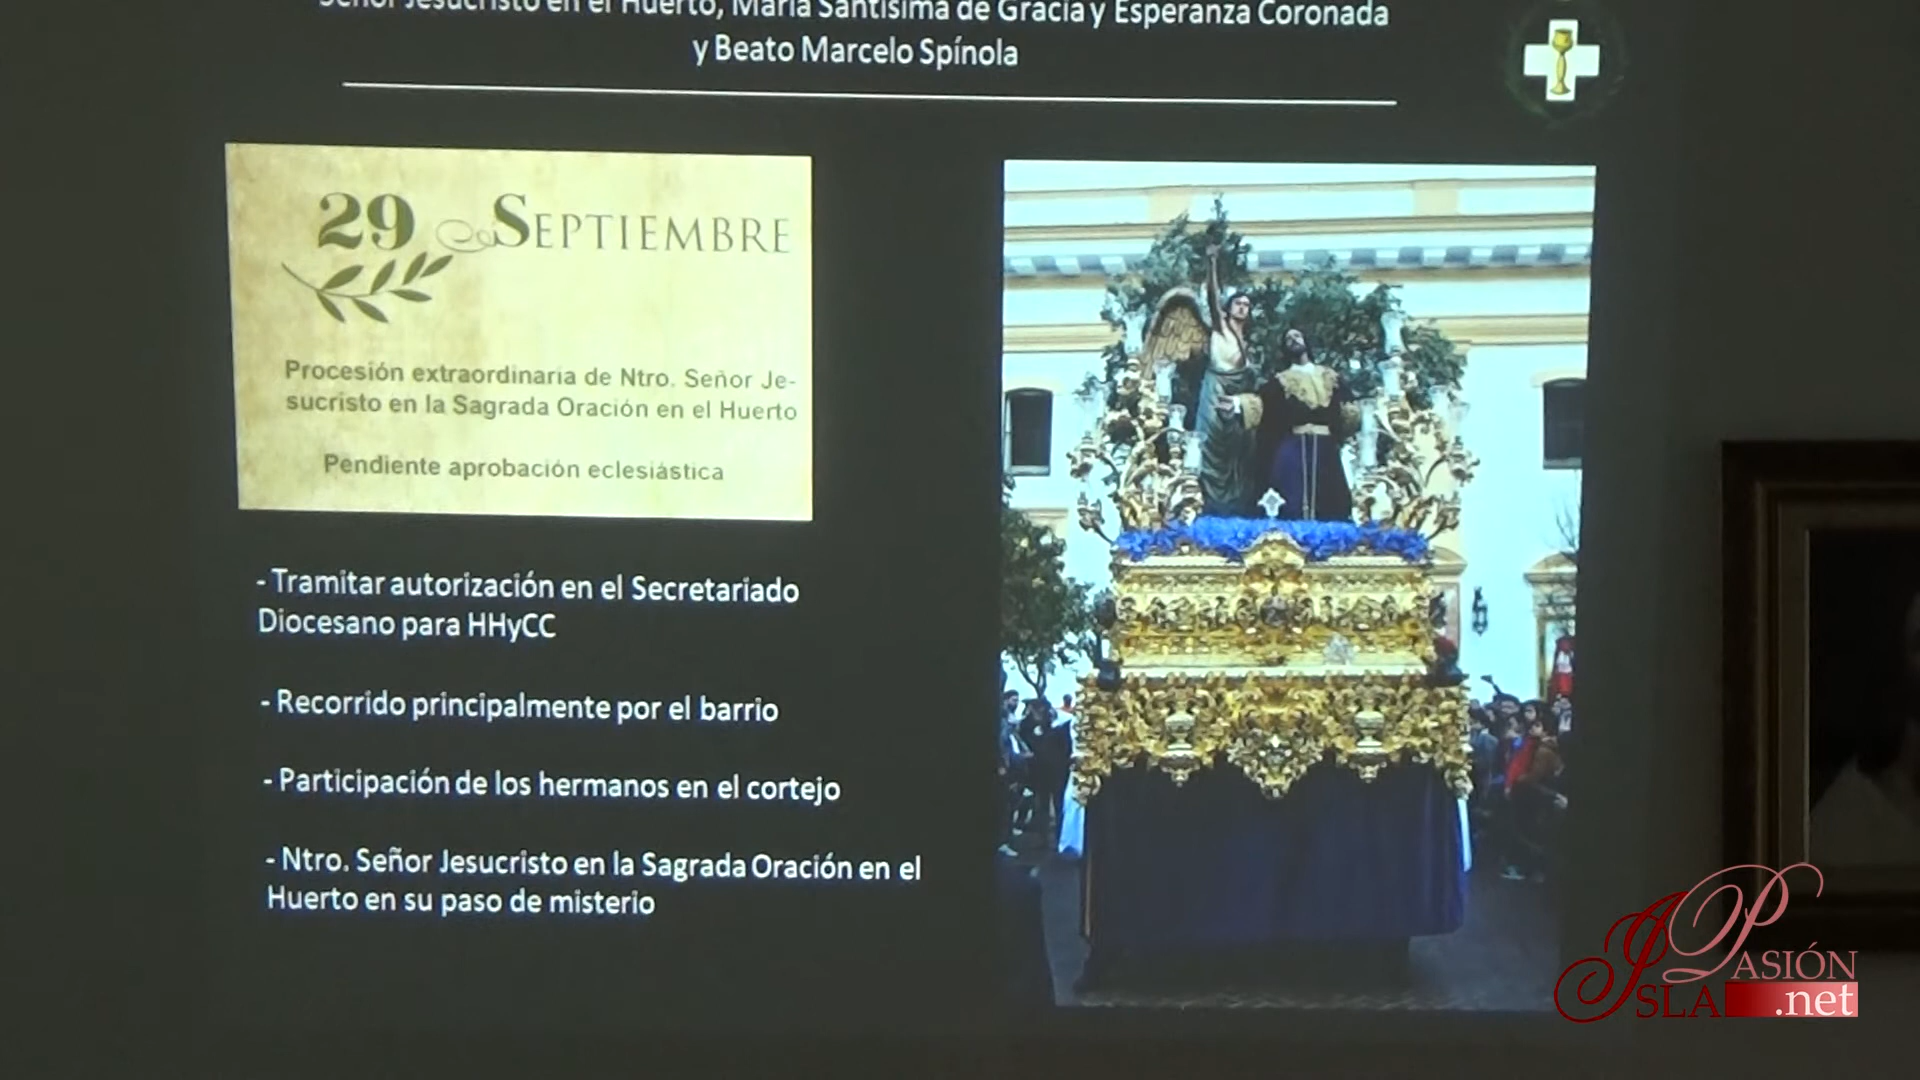 Señor Jesucristo en el Huerto, María Santísima de Gracia y Esperanza Coronada
y Beato Marcelo Spínola
29 SEPTIEMBRE
Procesión extraordinaria de Ntro. Señor Je-
sucristo en la Sagrada Oración en el Huerto
Pendiente aprobación eclesiástica
- Tramitar autorización en el Secretariado
Diocesano para HHyCC
- Recorrido principalmente por el barrio
- Participación de los hermanos en el cortejo
- Ntro. Señor Jesucristo en la Sagrada Oración en el
Huerto en su paso de misterio
ISLA PASIÓN
.net